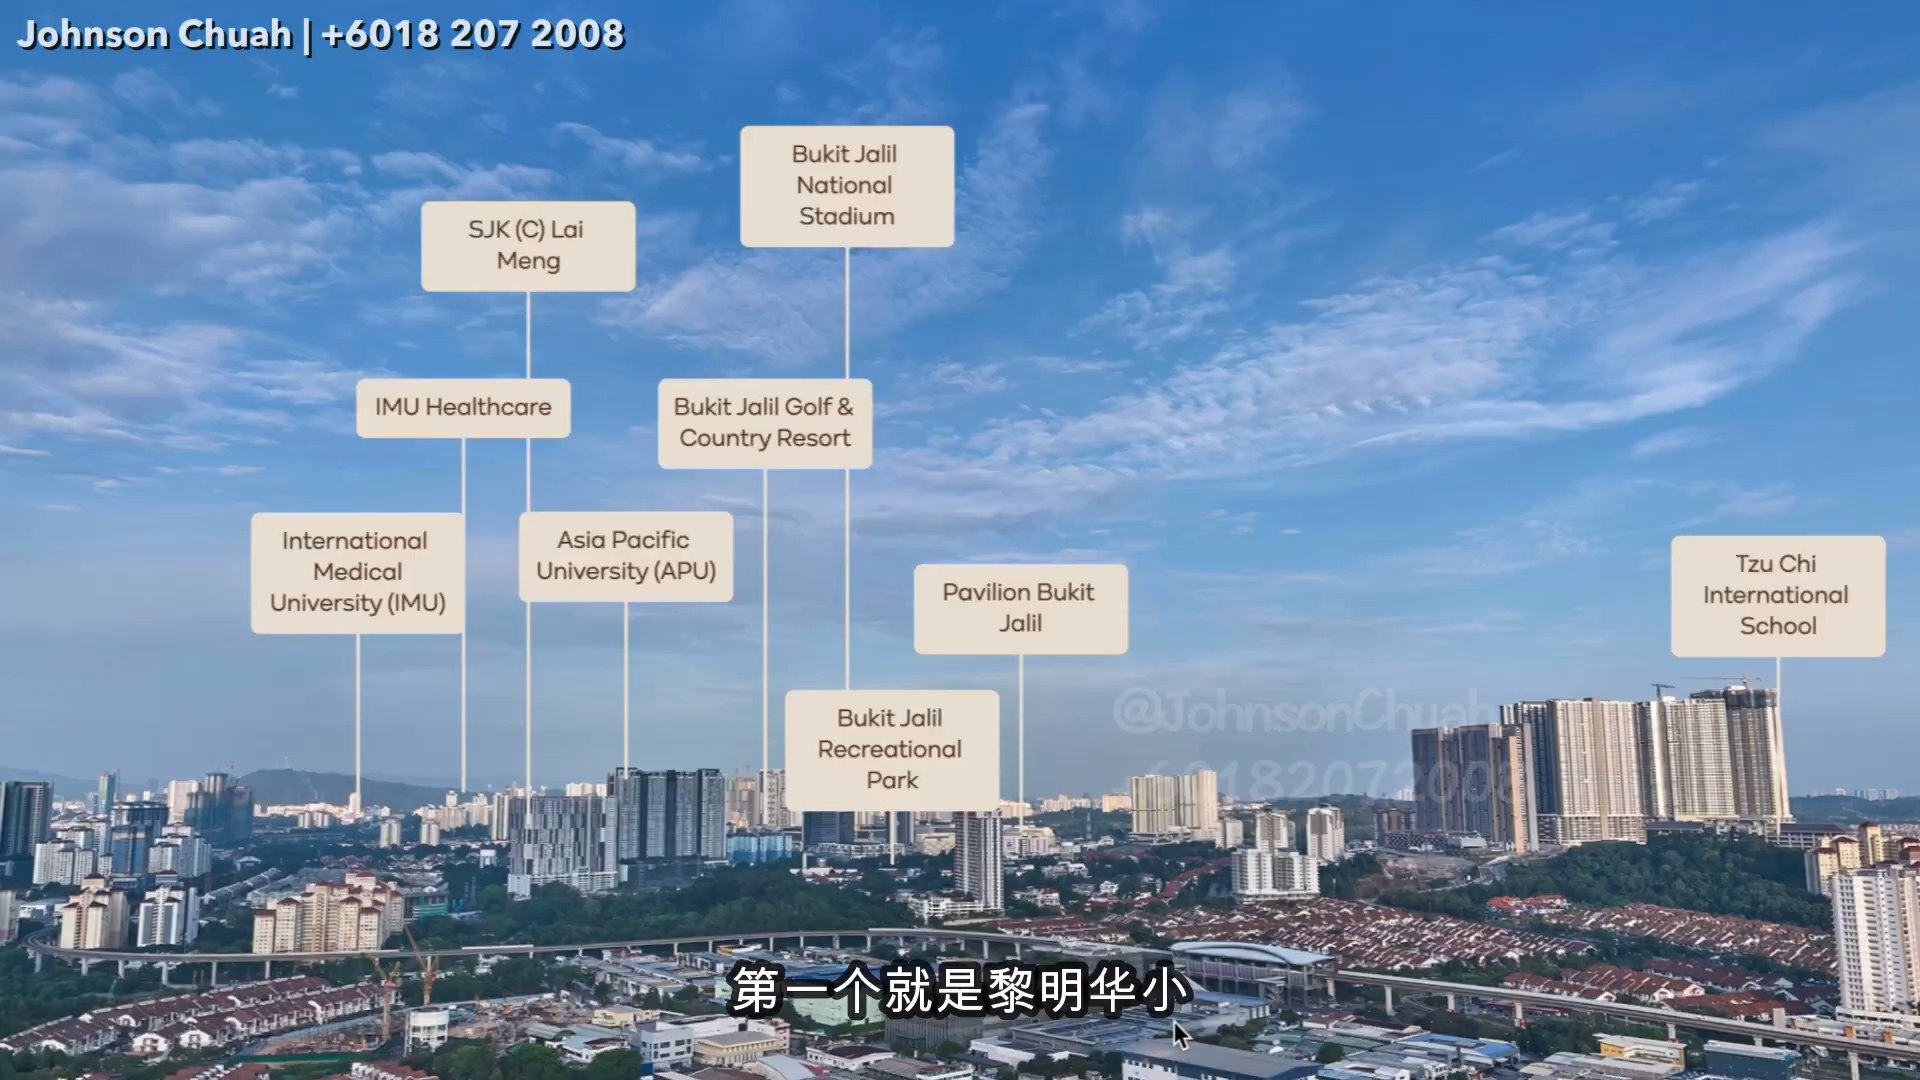 Johnson Chuah | +6018 207 2008
Bukit Jalil
National
Stadium
SJK (C) Lai
Meng
IMU Healthcare
Bukit Jalil Golf &
Country Resort
International
Medical
University (IMU)
Asia Pacific
University (APU)
Pavilion Bukit
Jalil
Tzu Chi
International
School
Bukit Jalil
Recreational
Park
@JohnsonChuah
60182072008
第一个就是黎明华小